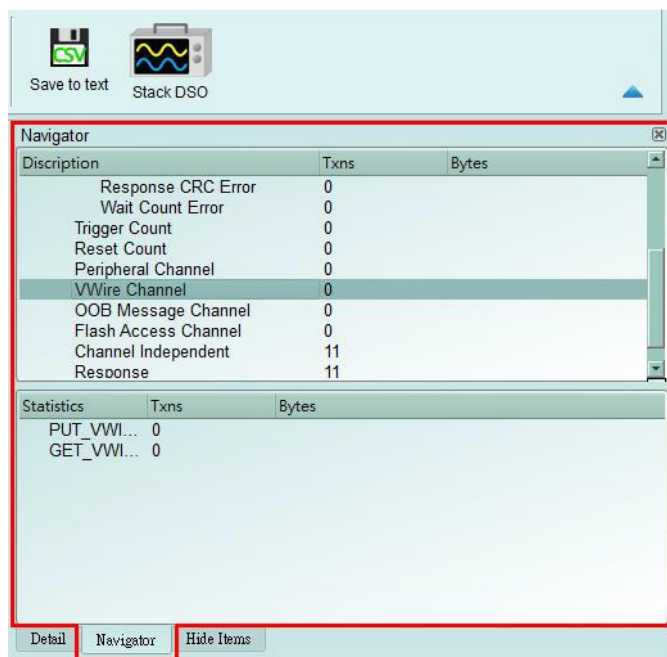 CSV
Save to text
Stack DSO
Navigator
Discription Txns Bytes
Response CRC Error 0
Wait Count Error 0
Trigger Count 0
Reset Count 0
Peripheral Channel 0
VWire Channel 0
OOB Message Channel 0
Flash Access Channel 0
Channel Independent 11
Response 11
Statistics Txns Bytes
PUT_VWI... 0
GET_VWI... 0
Detail Navigator Hide Items